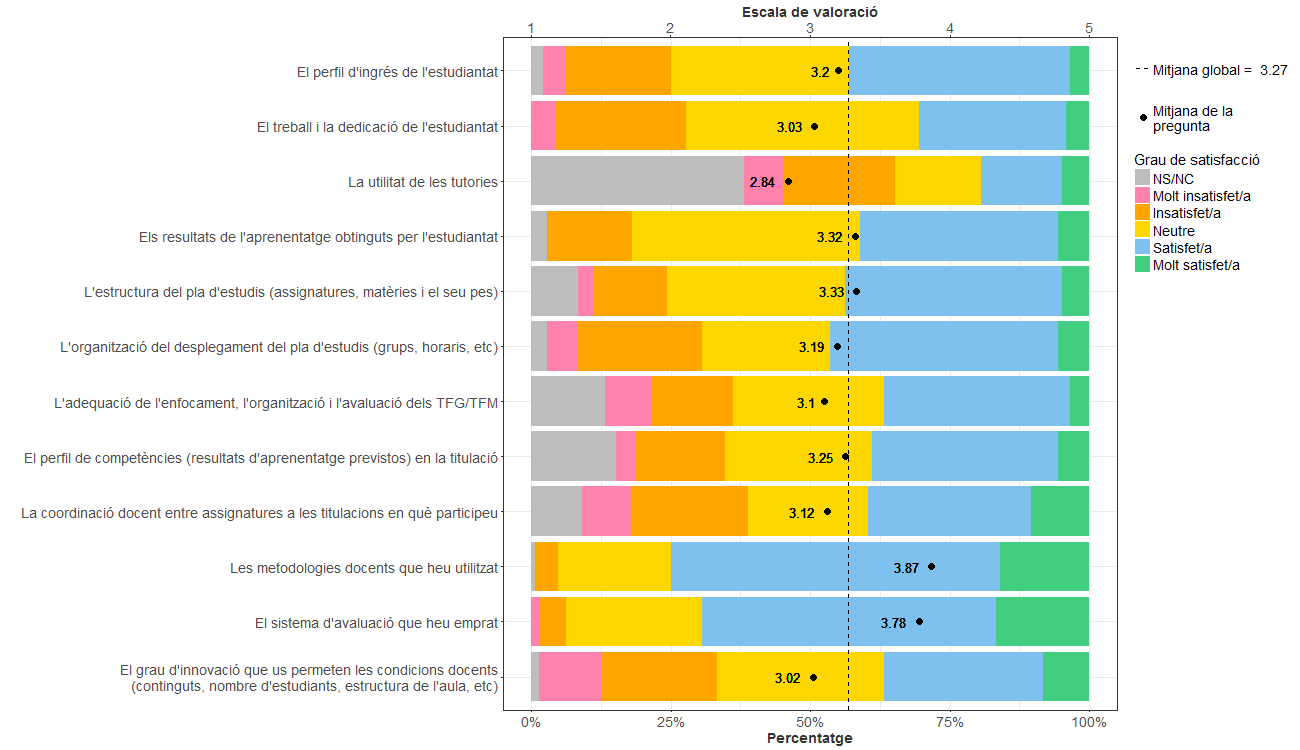 Escala de valoració
1 2 3 4 5
El perfil d'ingrés de l'estudiantat
3.2
El treball i la dedicació de l'estudiantat
3.03
La utilitat de les tutories
2.84
Els resultats de l'aprenentatge obtinguts per l'estudiantat
3.32
L'estructura del pla d'estudis (assignatures, matèries i el seu pes)
3.33
L'organització del desplegament del pla d'estudis (grups, horaris, etc)
3.19
L'adequació de l'enfocament, l'organització i l'avaluació dels TFG/TFM
3.1
El perfil de competències (resultats d'aprenentatge previstos) en la titulació
3.25
La coordinació docent entre assignatures a les titulacions en què participeu
3.12
Les metodologies docents que heu utilitzat
3.87
El sistema d'avaluació que heu emprat
3.78
El grau d'innovació que us permeten les condicions docents
(continguts, nombre d'estudiants, estructura de l'aula, etc)
3.02
0% 25% 50% 75% 100%
Percentatge
Mitjana global = 3.27
Mitjana de la
pregunta
Grau de satisfacció
NS/NC
Molt insatisfet/a
Insatisfet/a
Neutre
Satisfet/a
Molt satisfet/a